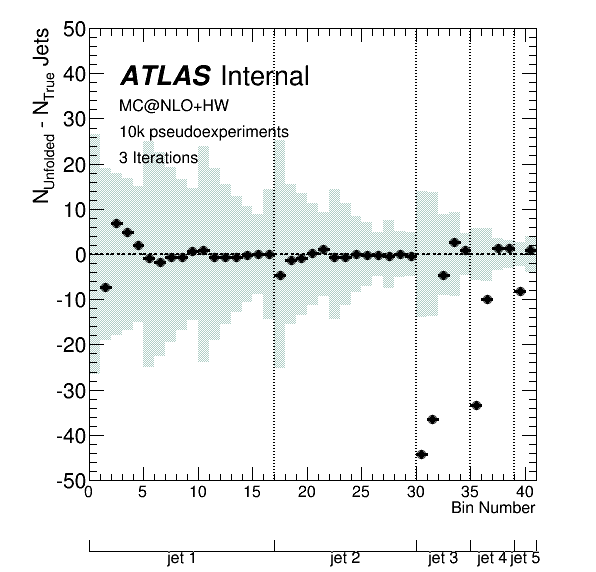 N_Unfolded - N_True Jets
50
40
30
20
10
0
-10
-20
-30
-40
-50
ATLAS Internal
MC@NLO+HW
10k pseudoexperiments
3 Iterations
0 5 10 15 20 25 30 35 40
Bin Number
jet 1 jet 2 jet 3 jet 4 jet 5